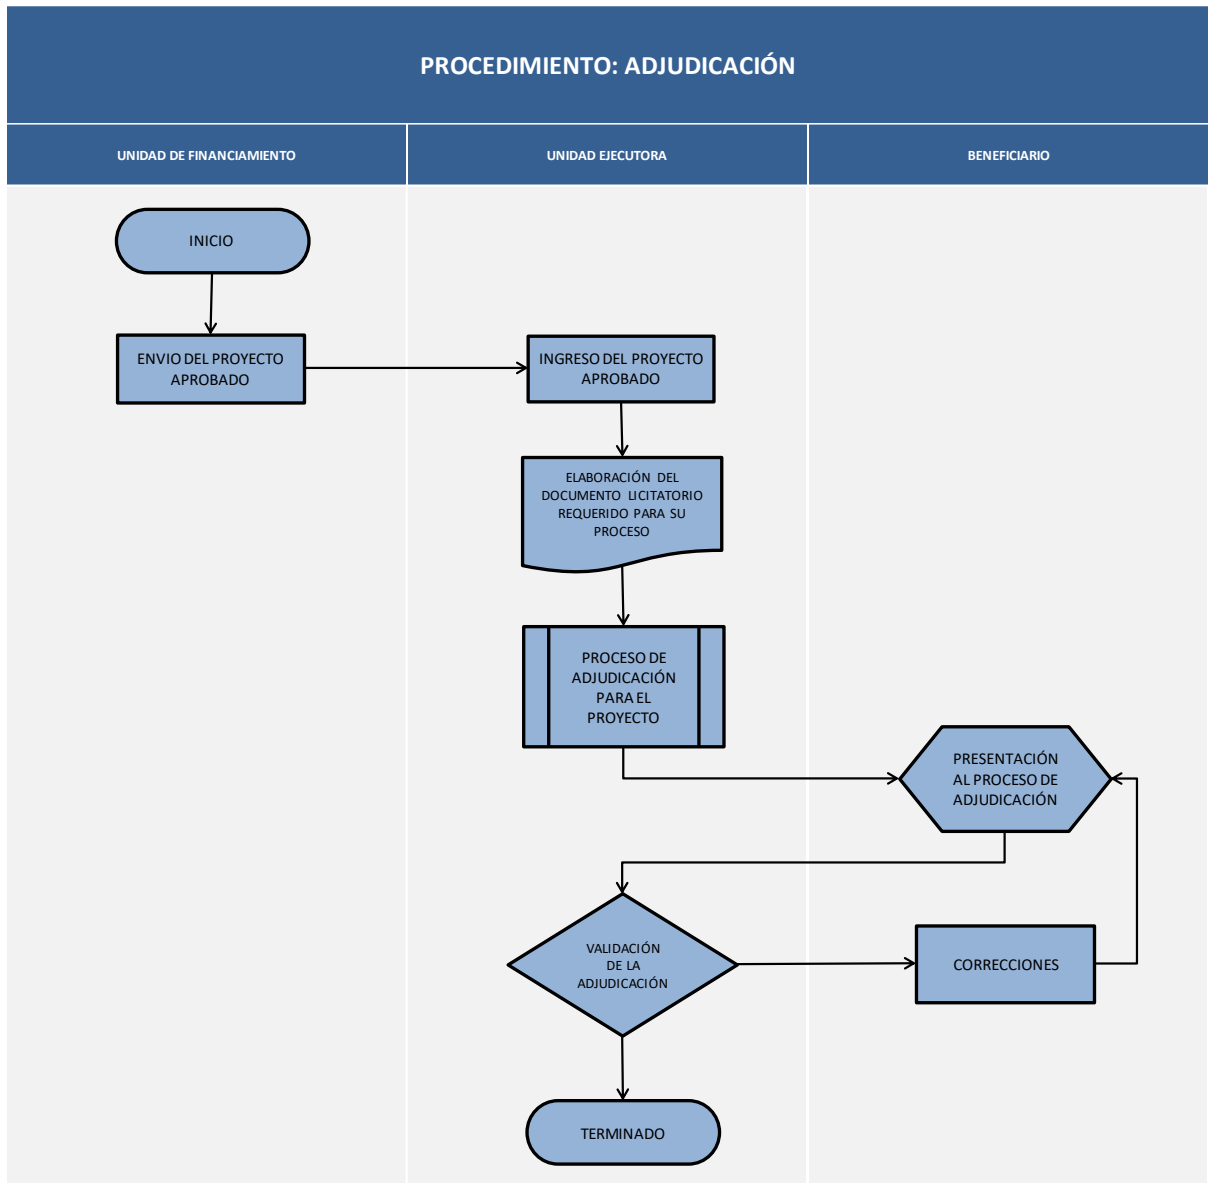 PROCEDIMIENTO: ADJUDICACIÓN
UNIDAD DE FINANCIAMIENTO
UNIDAD EJECUTORA
BENEFICIARIO
INICIO
ENVIO DEL PROYECTO
APROBADO
INGRESO DEL PROYECTO
APROBADO
ELABORACIÓN DEL
DOCUMENTO LICITATORIO
REQUERIDO PARA SU
PROCESO
PROCESO DE
ADJUDICACIÓN
PARA EL
PROYECTO
PRESENTACIÓN
AL PROCESO DE
ADJUDICACIÓN
VALIDACIÓN
DE LA
ADJUDICACIÓN
CORRECCIONES
TERMINADO